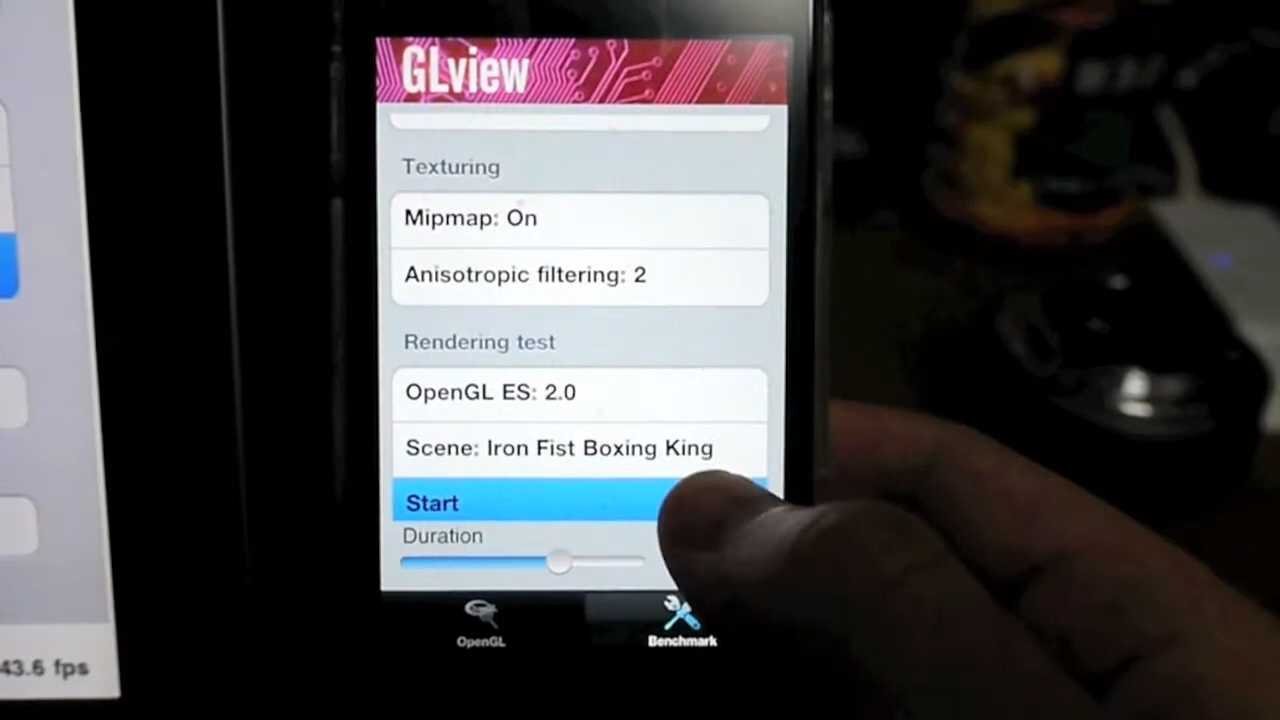 GLview
Texturing
Mipmap: On
Anisotropic filtering: 2
Rendering test
OpenGL ES: 2.0
Scene: Iron Fist Boxing King
Start
Duration
OpenGL
Benchmark
43.6 fps